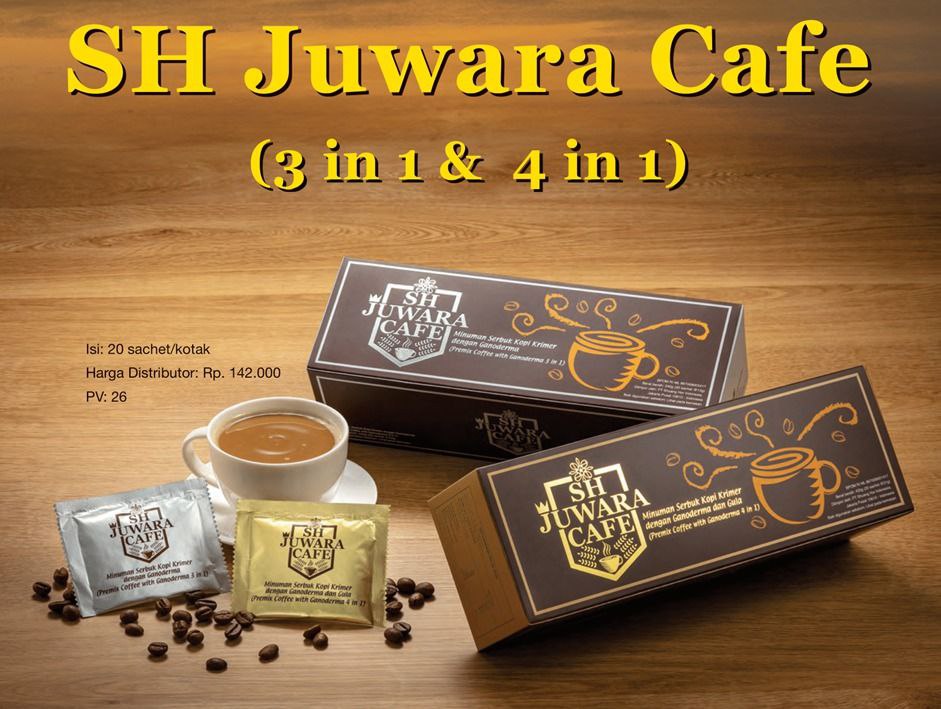 SH Juwara Cafe
(3 in 1 & 4 in 1)
Isi: 20 sachet/kotak
Harga Distributor: Rp. 142.000
PV: 26
SH
JUWARA
CAFE
Minuman Serbuk Kopi Krimer
dengan Ganoderma
(Premix Coffee with Ganoderma 3 in 1)
JUWARA
CAFE
SH
JUWARA
CAFE
Minuman Serbuk Kopi Krimer
dengan Ganoderma dan Gula
(Premix Coffee with Ganoderma 4 in 1)
SH
JUWARA
CAFE
Minuman Serbuk Kopi Krimer
dengan Ganoderma
(Premix Coffee with Ganoderma 3 in 1)
SH
JUWARA
CAFE
Minuman Serbuk Kopi Krimer
dengan Ganoderma dan Gula
(Premix Coffee with Ganoderma 4 in 1)